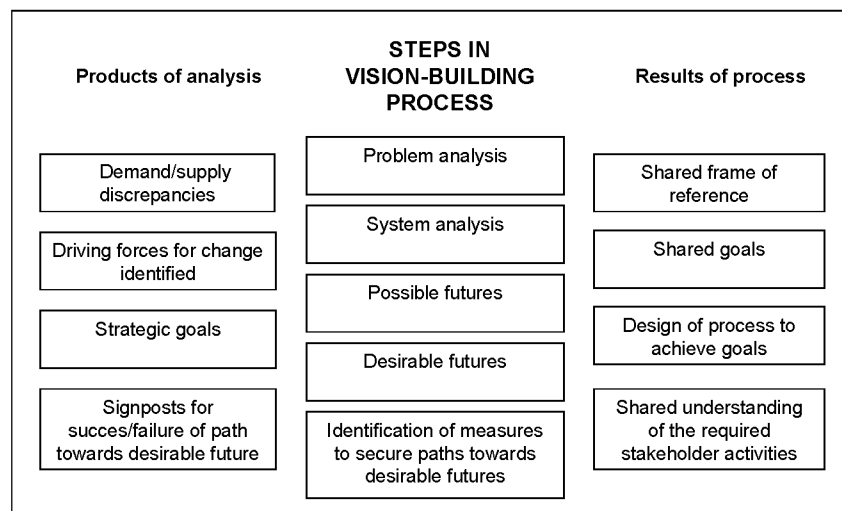 Products of analysis
Demand/supply
discrepancies
Driving forces for change
identified
Strategic goals
Signposts for
succes/failure of path
towards desirable future
STEPS IN
VISION-BUILDING
PROCESS
Problem analysis
System analysis
Possible futures
Desirable futures
Identification of measures
to secure paths towards
desirable futures
Results of process
Shared frame of
reference
Shared goals
Design of process to
achieve goals
Shared understanding
of the required
stakeholder activities